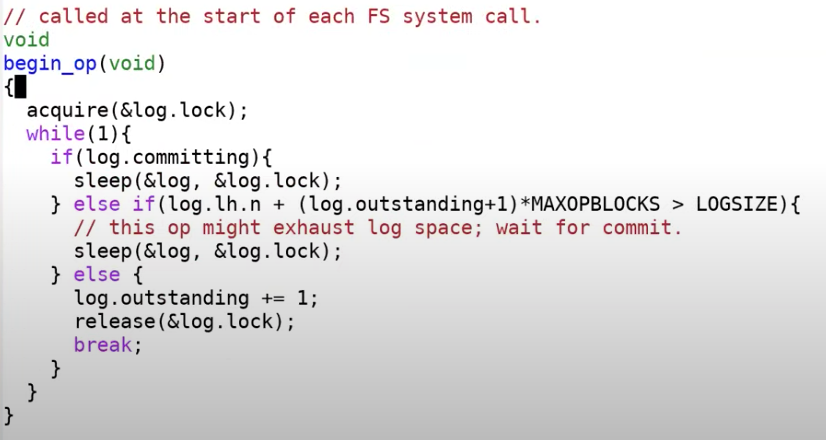 // called at the start of each FS system call.
void
begin_op(void)
{
  acquire(&log.lock);
  while(1){
    if(log.committing){
      sleep(&log, &log.lock);
    } else if(log.lh.n + (log.outstanding+1)*MAXOPBLOCKS > LOGSIZE){
      // this op might exhaust log space; wait for commit.
      sleep(&log, &log.lock);
    } else {
      log.outstanding += 1;
      release(&log.lock);
      break;
    }
  }
}